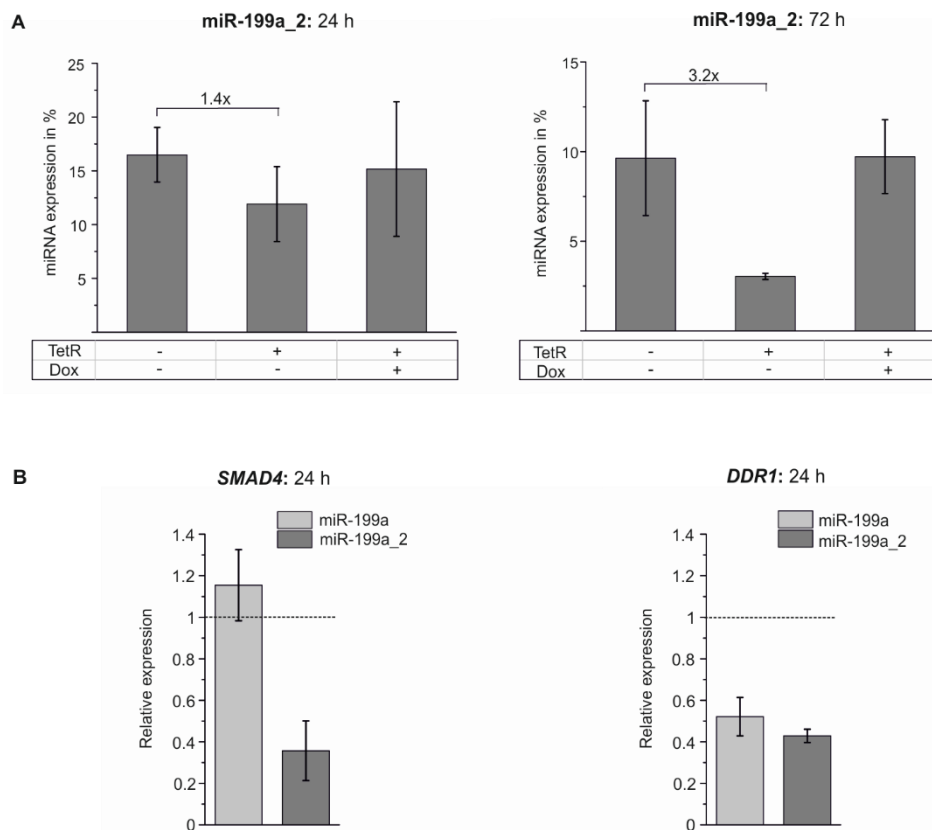 A
miR-199a_2: 24 h
miRNA expression in %
25
20
15
10
5
1.4x
TetR - + +
Dox - - +
miR-199a_2: 72 h
miRNA expression in %
15
10
5
3.2x
TetR - + +
Dox - - +
B
SMAD4: 24 h
miR-199a
miR-199a_2
Relative expression
1.4
1.2
1
0.8
0.6
0.4
0.2
0
DDR1: 24 h
miR-199a
miR-199a_2
Relative expression
1.4
1.2
1
0.8
0.6
0.4
0.2
0